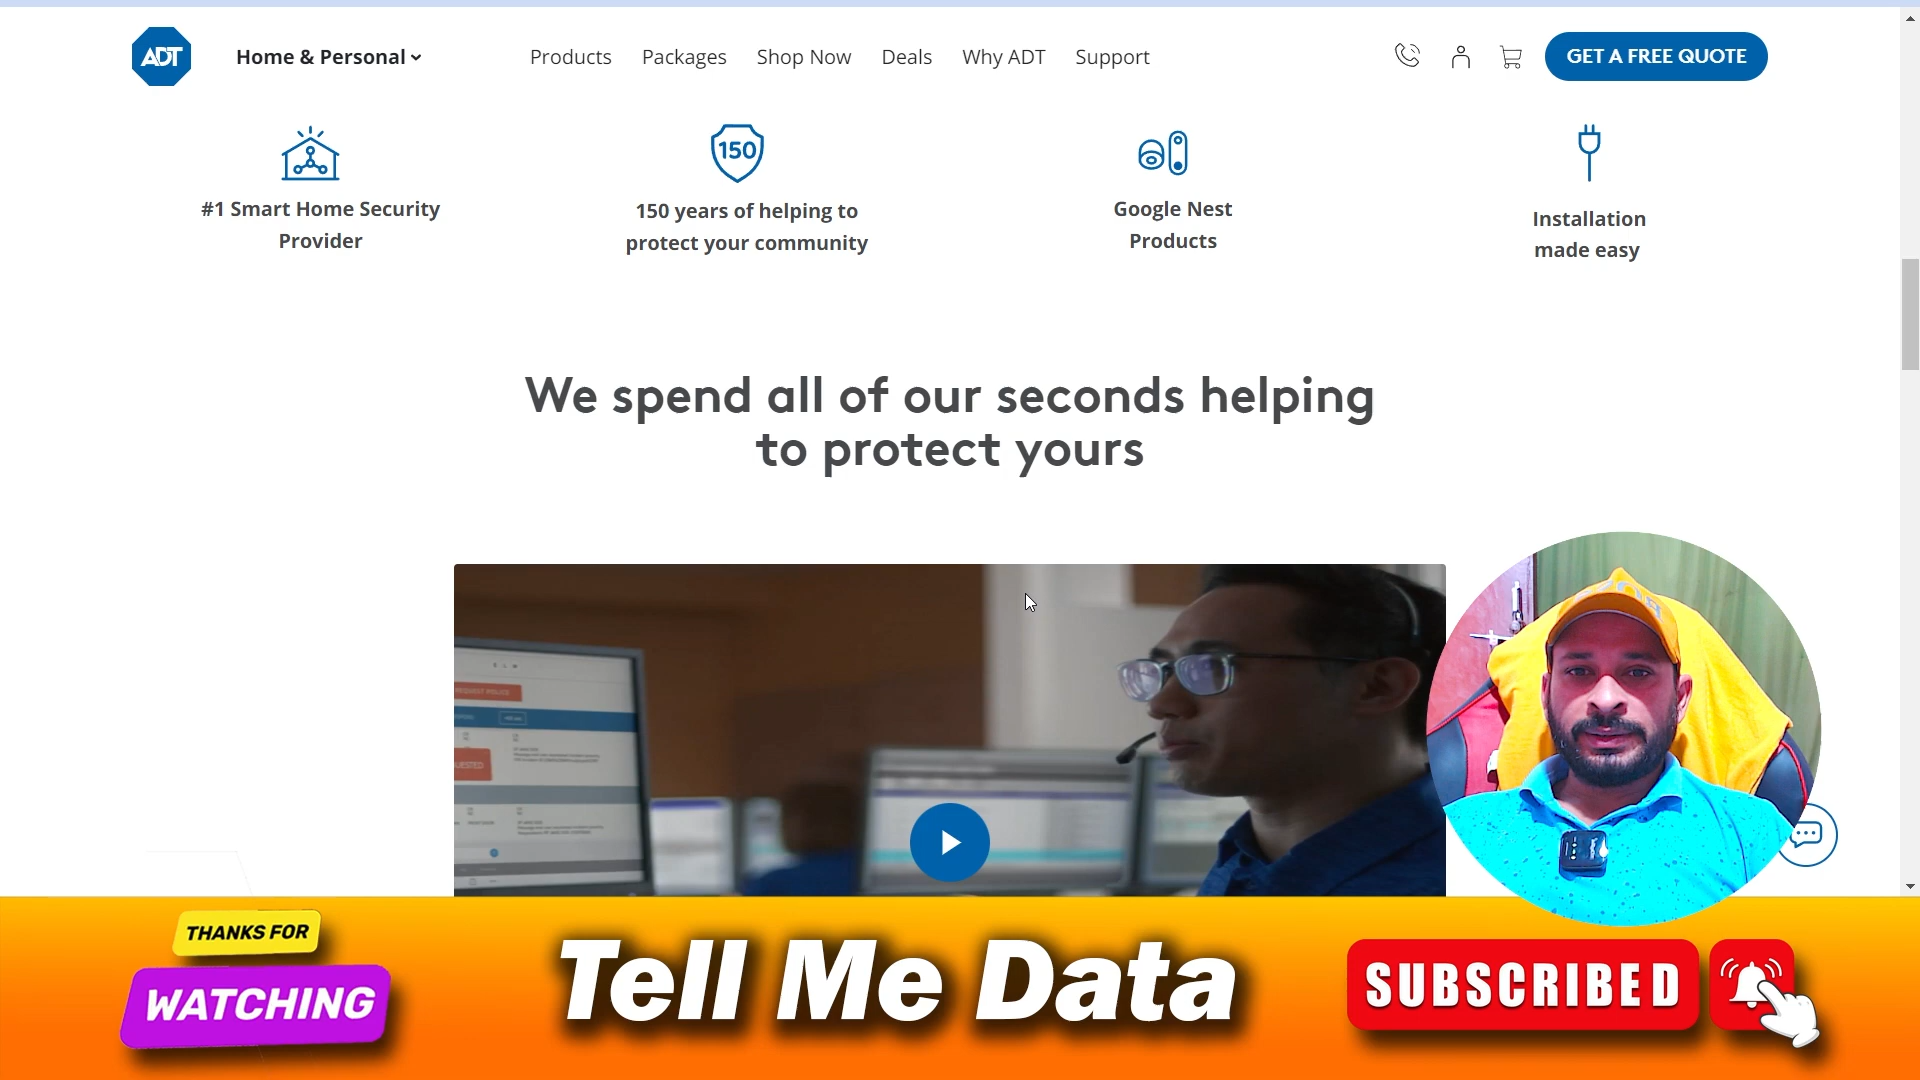 ADT
Home & Personal
Products
Packages
Shop Now
Deals
Why ADT
Support
GET A FREE QUOTE
#1 Smart Home Security
Provider
150
150 years of helping to
protect your community
Google Nest
Products
Installation
made easy
We spend all of our seconds helping
to protect yours
THANKS FOR
WATCHING
Tell Me Data
SUBSCRIBED